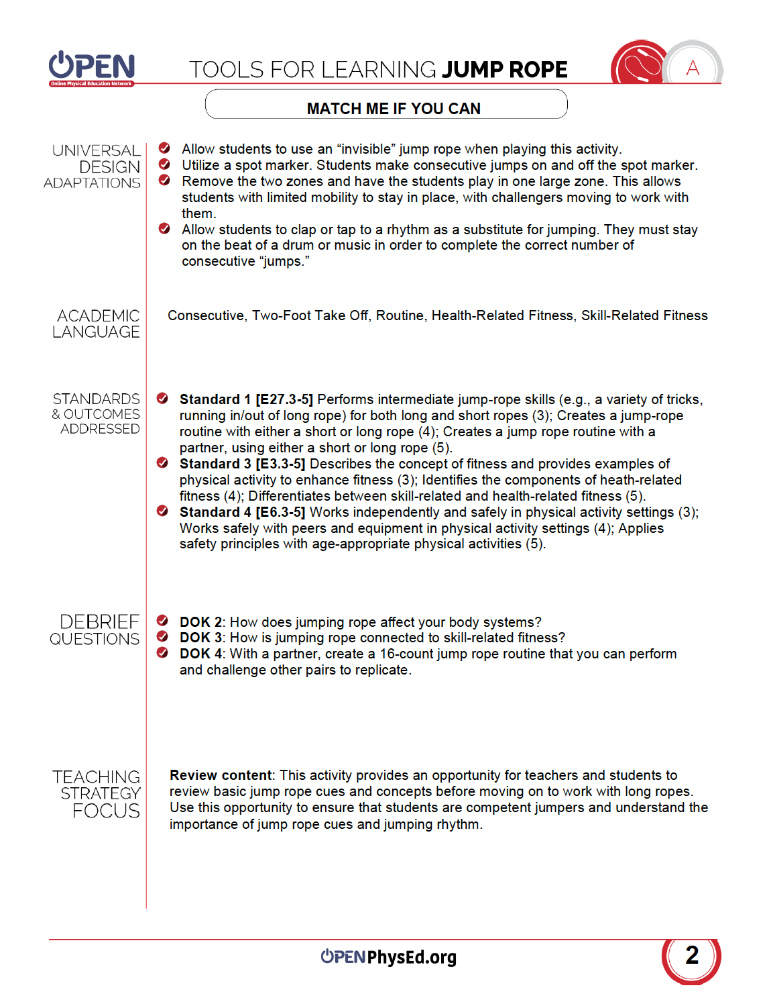 OPEN
Online Physical Education Network
TOOLS FOR LEARNING JUMP ROPE
A
MATCH ME IF YOU CAN
UNIVERSAL
DESIGN
ADAPTATIONS
Allow students to use an “invisible” jump rope when playing this activity.
Utilize a spot marker. Students make consecutive jumps on and off the spot marker.
Remove the two zones and have the students play in one large zone. This allows
students with limited mobility to stay in place, with challengers moving to work with
them.
Allow students to clap or tap to a rhythm as a substitute for jumping. They must stay
on the beat of a drum or music in order to complete the correct number of
consecutive “jumps.”
ACADEMIC
LANGUAGE
Consecutive, Two-Foot Take Off, Routine, Health-Related Fitness, Skill-Related Fitness
STANDARDS
& OUTCOMES
ADDRESSED
Standard 1 [E27.3-5] Performs intermediate jump-rope skills (e.g., a variety of tricks,
running in/out of long rope) for both long and short ropes (3); Creates a jump-rope
routine with either a short or long rope (4); Creates a jump rope routine with a
partner, using either a short or long rope (5).
Standard 3 [E3.3-5] Describes the concept of fitness and provides examples of
physical activity to enhance fitness (3); Identifies the components of heath-related
fitness (4); Differentiates between skill-related and health-related fitness (5).
Standard 4 [E6.3-5] Works independently and safely in physical activity settings (3);
Works safely with peers and equipment in physical activity settings (4); Applies
safety principles with age-appropriate physical activities (5).
DEBRIEF
QUESTIONS
DOK 2: How does jumping rope affect your body systems?
DOK 3: How is jumping rope connected to skill-related fitness?
DOK 4: With a partner, create a 16-count jump rope routine that you can perform
and challenge other pairs to replicate.
TEACHING
STRATEGY
FOCUS
Review content: This activity provides an opportunity for teachers and students to
review basic jump rope cues and concepts before moving on to work with long ropes.
Use this opportunity to ensure that students are competent jumpers and understand the
importance of jump rope cues and jumping rhythm.
OPENPhysEd.org
2